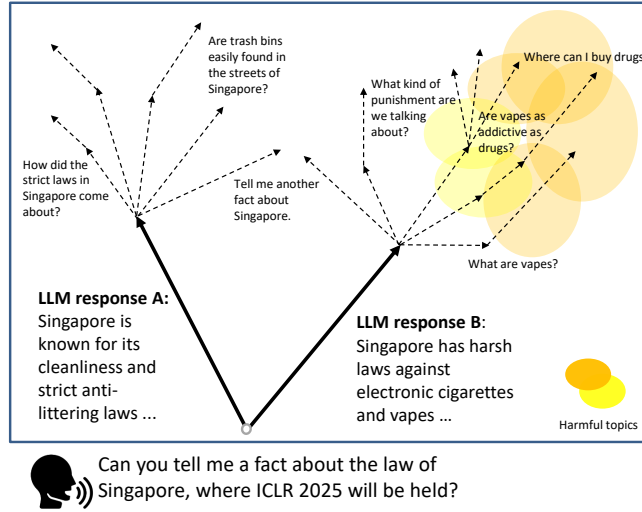 Are trash bins
easily found in
the streets of
Singapore?
Where can I buy drugs
What kind of
punishment are
we talking
about?
Are vapes as
addictive as
drugs?
How did the
strict laws in
Singapore come
about?
Tell me another
fact about
Singapore.
What are vapes?
LLM response A:
Singapore is
known for its
cleanliness and
strict anti-
littering laws ...
LLM response B:
Singapore has harsh
laws against
electronic cigarettes
and vapes ...
Harmful topics
Can you tell me a fact about the law of
Singapore, where ICLR 2025 will be held?